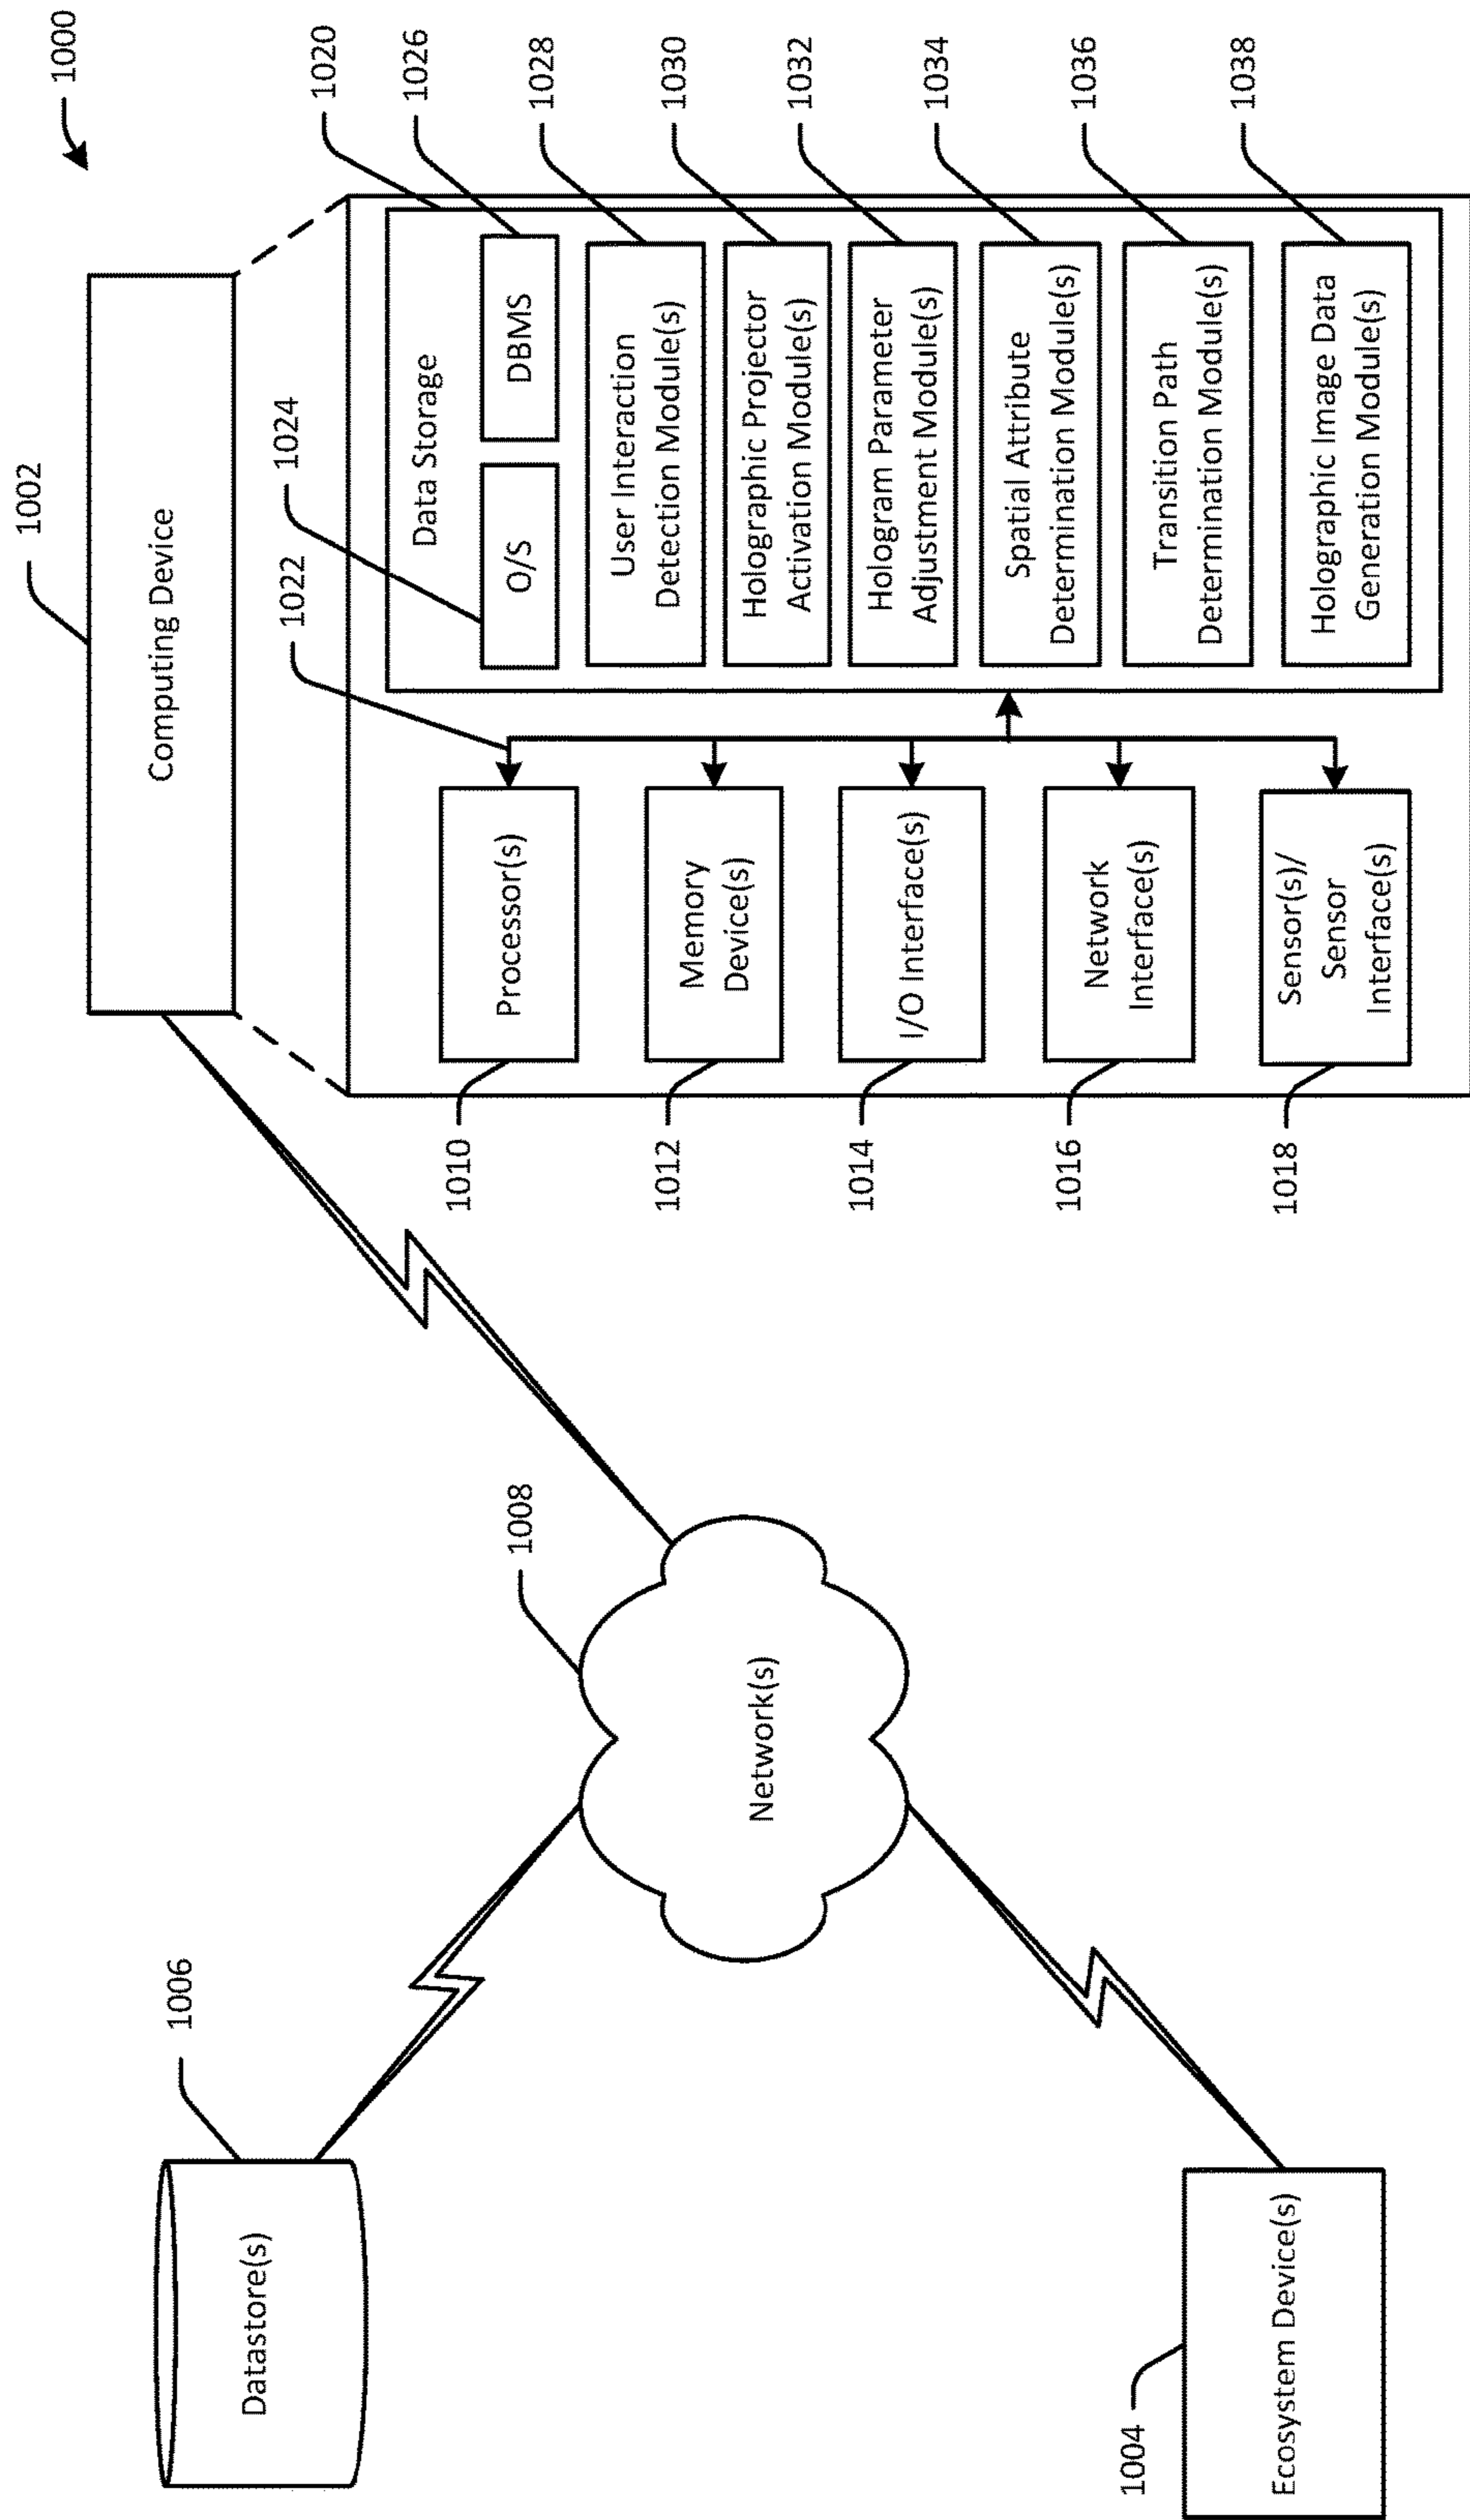 1000
1002
Computing Device
1006
Datastore(s)
1008
Network(s)
1004
Ecosystem Device(s)
1010
Processor(s)
1012
Memory
Device(s)
1014
I/O Interface(s)
1016
Network
Interface(s)
1018
Sensor(s)/
Sensor
Interface(s)
1022
1024
1020
Data Storage
O/S
DBMS
1026
User Interaction
Detection Module(s)
1028
Holographic Projector
Activation Module(s)
1030
Hologram Parameter
Adjustment Module(s)
1032
Spatial Attribute
Determination Module(s)
1034
Transition Path
Determination Module(s)
1036
Holographic Image Data
Generation Module(s)
1038